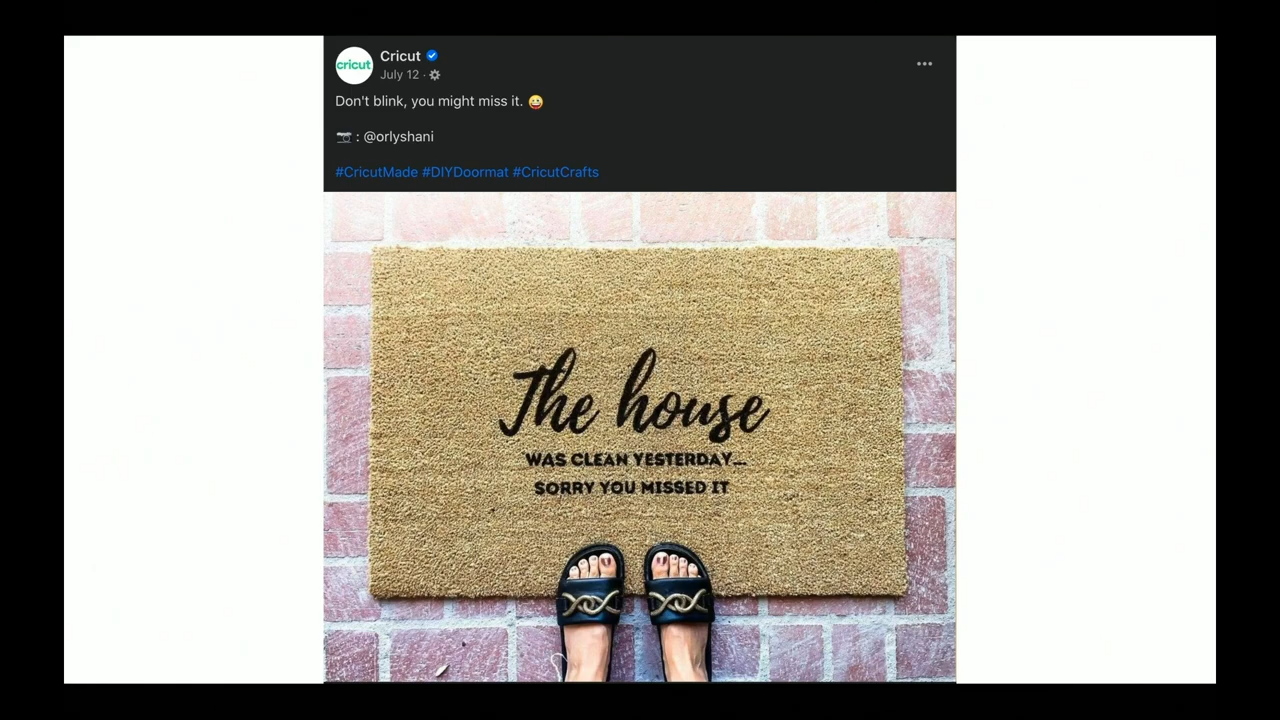 cricut
Cricut
July 12 ·
Don't blink, you might miss it. 😀
📷 : @orlyshani
#CricutMade #DIYDoormat #CricutCrafts
The house
WAS CLEAN YESTERDAY...
SORRY YOU MISSED IT